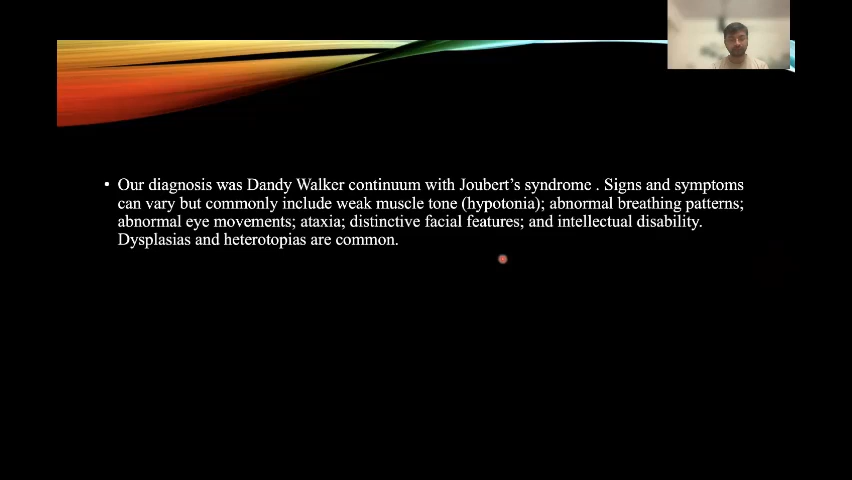 • Our diagnosis was Dandy Walker continuum with Joubert’s syndrome . Signs and symptoms
can vary but commonly include weak muscle tone (hypotonia); abnormal breathing patterns;
abnormal eye movements; ataxia; distinctive facial features; and intellectual disability.
Dysplasias and heterotopias are common.